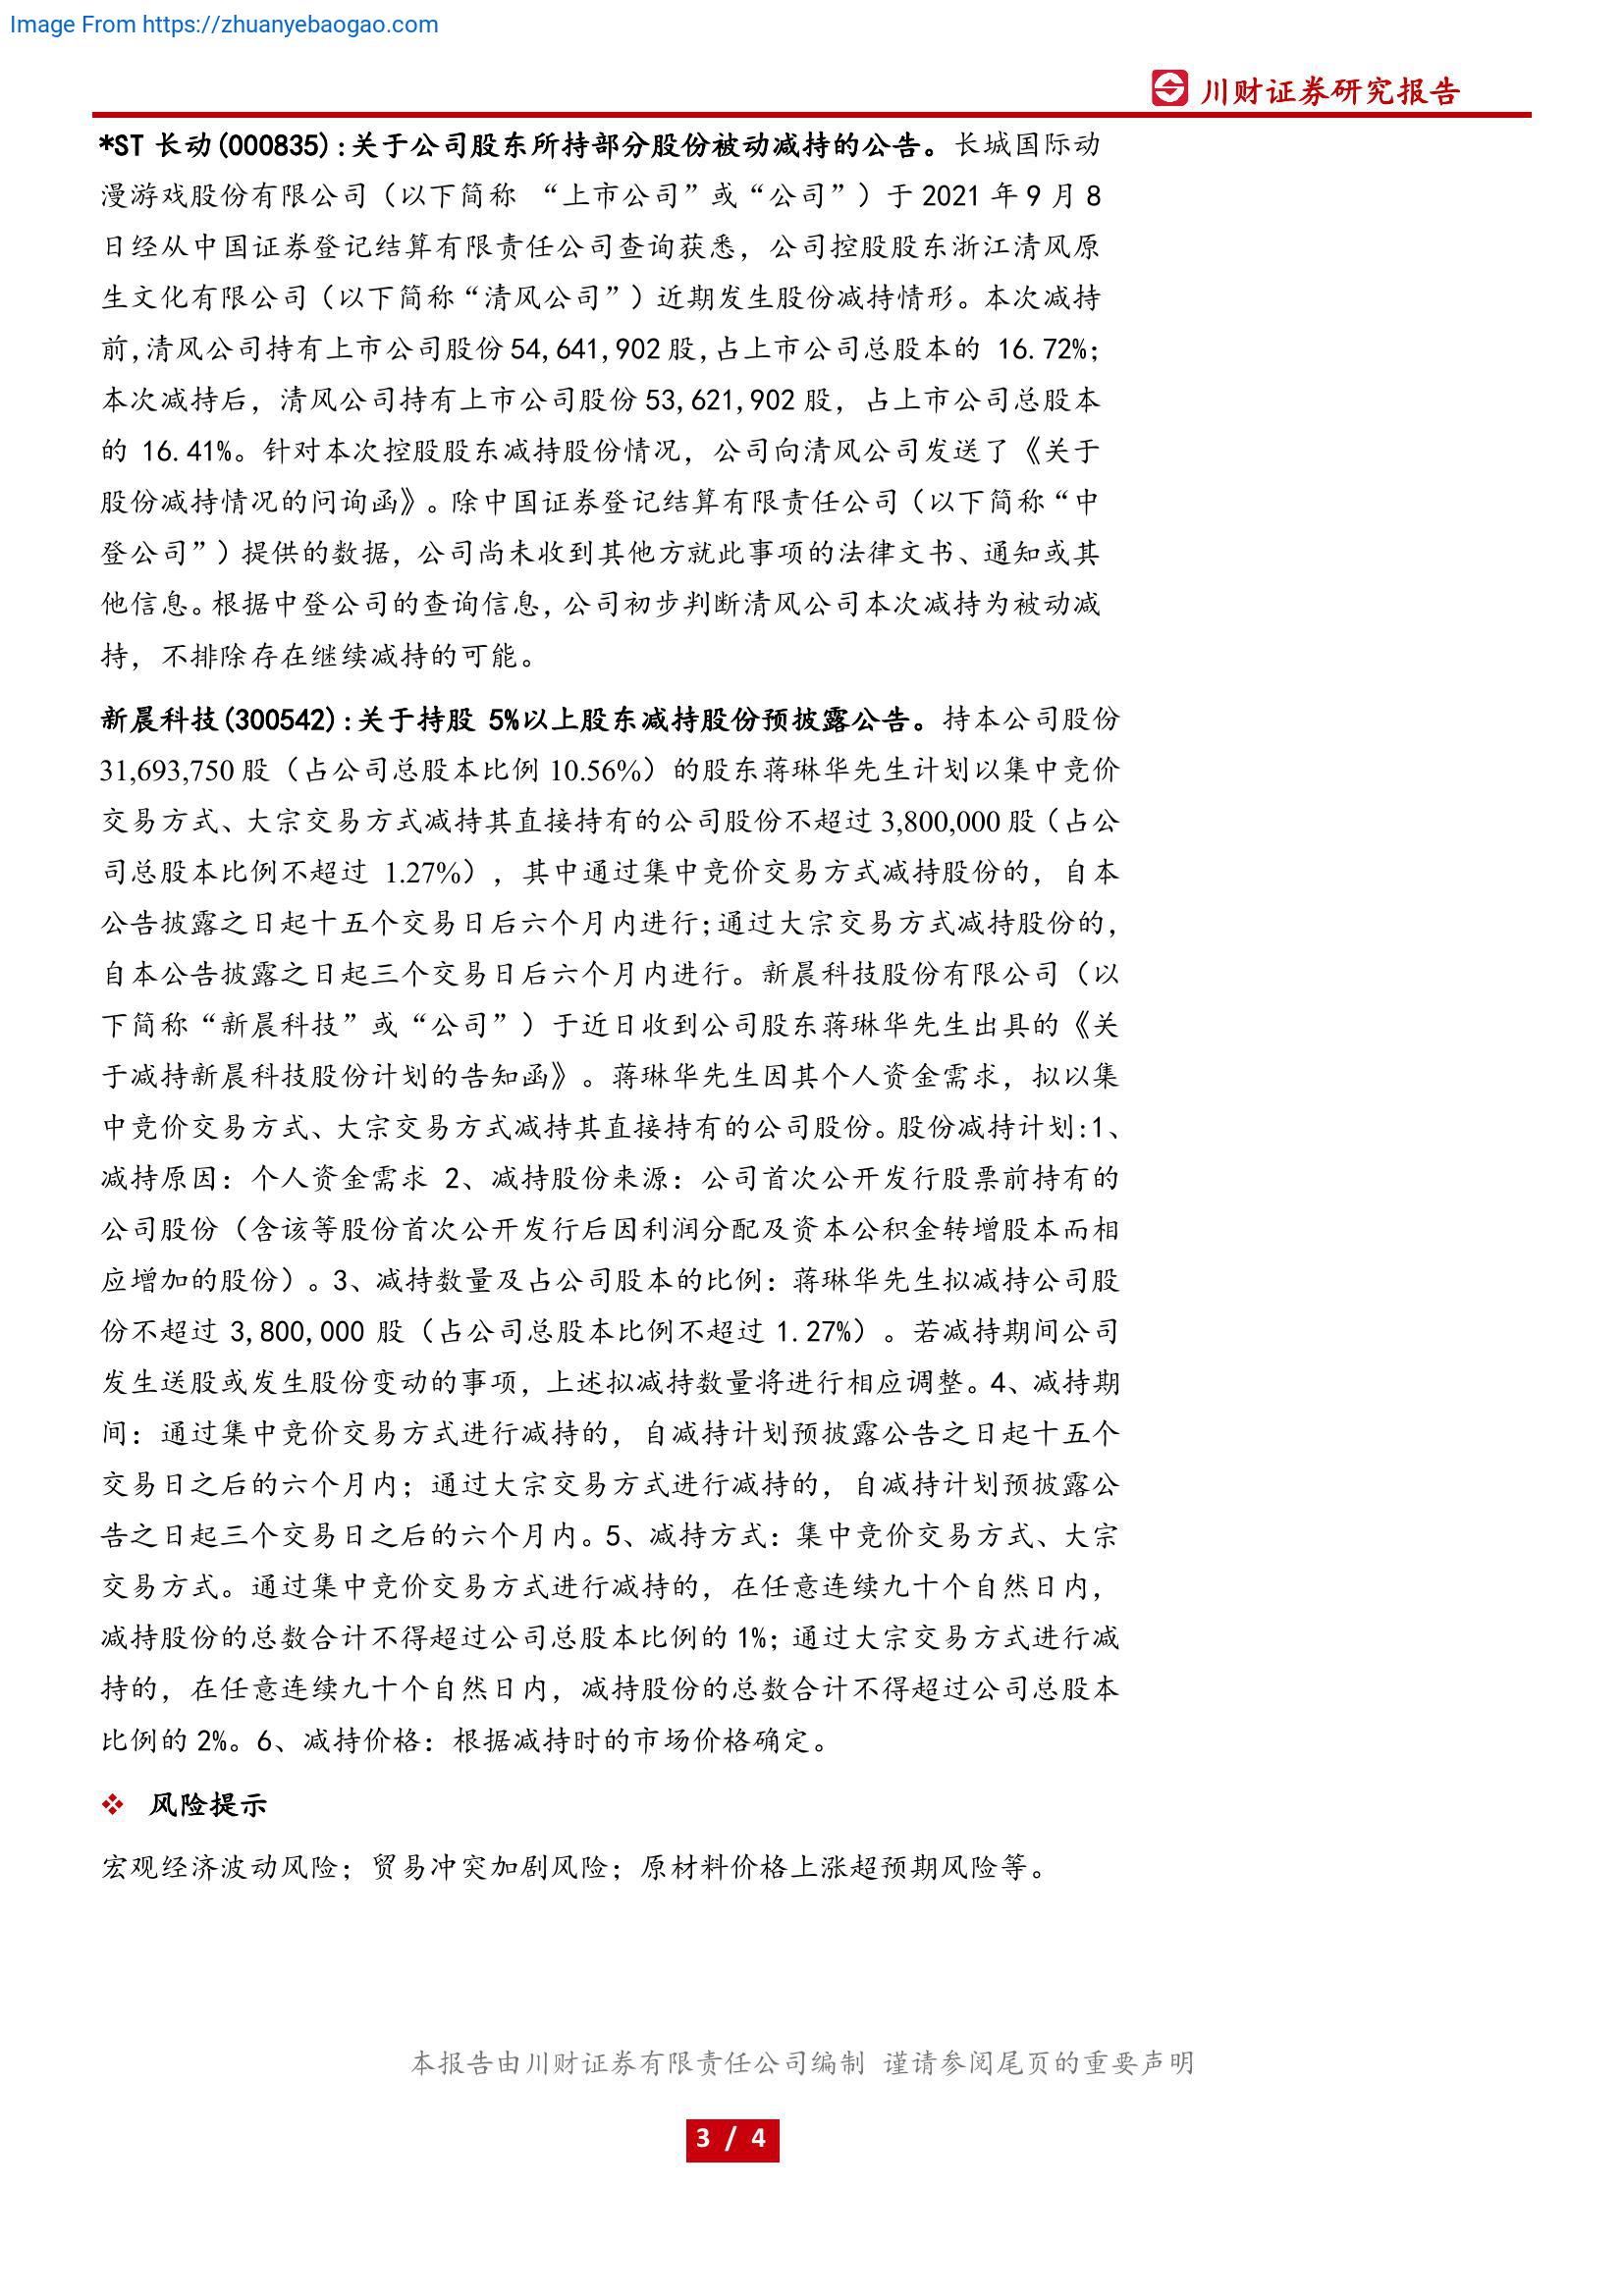 Image From https://zhuanyebaogao.com
川财证券研究报告
*ST 长动(000835):关于公司股东所持部分股份被动减持的公告。长城国际动
漫游戏股份有限公司（以下简称 “上市公司”或“公司”）于 2021 年 9 月 8
日经从中国证券登记结算有限责任公司查询获悉，公司控股股东浙江清风原
生文化有限公司（以下简称“清风公司”）近期发生股份减持情形。本次减持
前,清风公司持有上市公司股份 54,641,902 股,占上市公司总股本的 16.72%;
本次减持后，清风公司持有上市公司股份 53,621,902 股，占上市公司总股本
的 16.41%。针对本次控股股东减持股份情况，公司向清风公司发送了《关于
股份减持情况的问询函》。除中国证券登记结算有限责任公司（以下简称“中
登公司”）提供的数据，公司尚未收到其他方就此事项的法律文书、通知或其
他信息。根据中登公司的查询信息,公司初步判断清风公司本次减持为被动减
持，不排除存在继续减持的可能。
新晨科技(300542):关于持股 5%以上股东减持股份预披露公告。持本公司股份
31,693,750 股（占公司总股本比例 10.56%）的股东蒋琳华先生计划以集中竞价
交易方式、大宗交易方式减持其直接持有的公司股份不超过 3,800,000 股（占公
司总股本比例不超过 1.27%），其中通过集中竞价交易方式减持股份的，自本
公告披露之日起十五个交易日后六个月内进行;通过大宗交易方式减持股份的，
自本公告披露之日起三个交易日后六个月内进行。新晨科技股份有限公司（以
下简称“新晨科技”或“公司”）于近日收到公司股东蒋琳华先生出具的《关
于减持新晨科技股份计划的告知函》。蒋琳华先生因其个人资金需求，拟以集
中竞价交易方式、大宗交易方式减持其直接持有的公司股份。股份减持计划:1、
减持原因：个人资金需求 2、减持股份来源：公司首次公开发行股票前持有的
公司股份（含该等股份首次公开发行后因利润分配及资本公积金转增股本而相
应增加的股份）。3、减持数量及占公司股本的比例：蒋琳华先生拟减持公司股
份不超过 3,800,000 股（占公司总股本比例不超过 1.27%）。若减持期间公司
发生送股或发生股份变动的事项，上述拟减持数量将进行相应调整。4、减持期
间：通过集中竞价交易方式进行减持的，自减持计划预披露公告之日起十五个
交易日之后的六个月内；通过大宗交易方式进行减持的，自减持计划预披露公
告之日起三个交易日之后的六个月内。5、减持方式：集中竞价交易方式、大宗
交易方式。通过集中竞价交易方式进行减持的，在任意连续九十个自然日内，
减持股份的总数合计不得超过公司总股本比例的 1%；通过大宗交易方式进行减
持的，在任意连续九十个自然日内，减持股份的总数合计不得超过公司总股本
比例的 2%。6、减持价格：根据减持时的市场价格确定。
❖ 风险提示
宏观经济波动风险；贸易冲突加剧风险；原材料价格上涨超预期风险等。
本报告由川财证券有限责任公司编制 谨请参阅尾页的重要声明
3 / 4